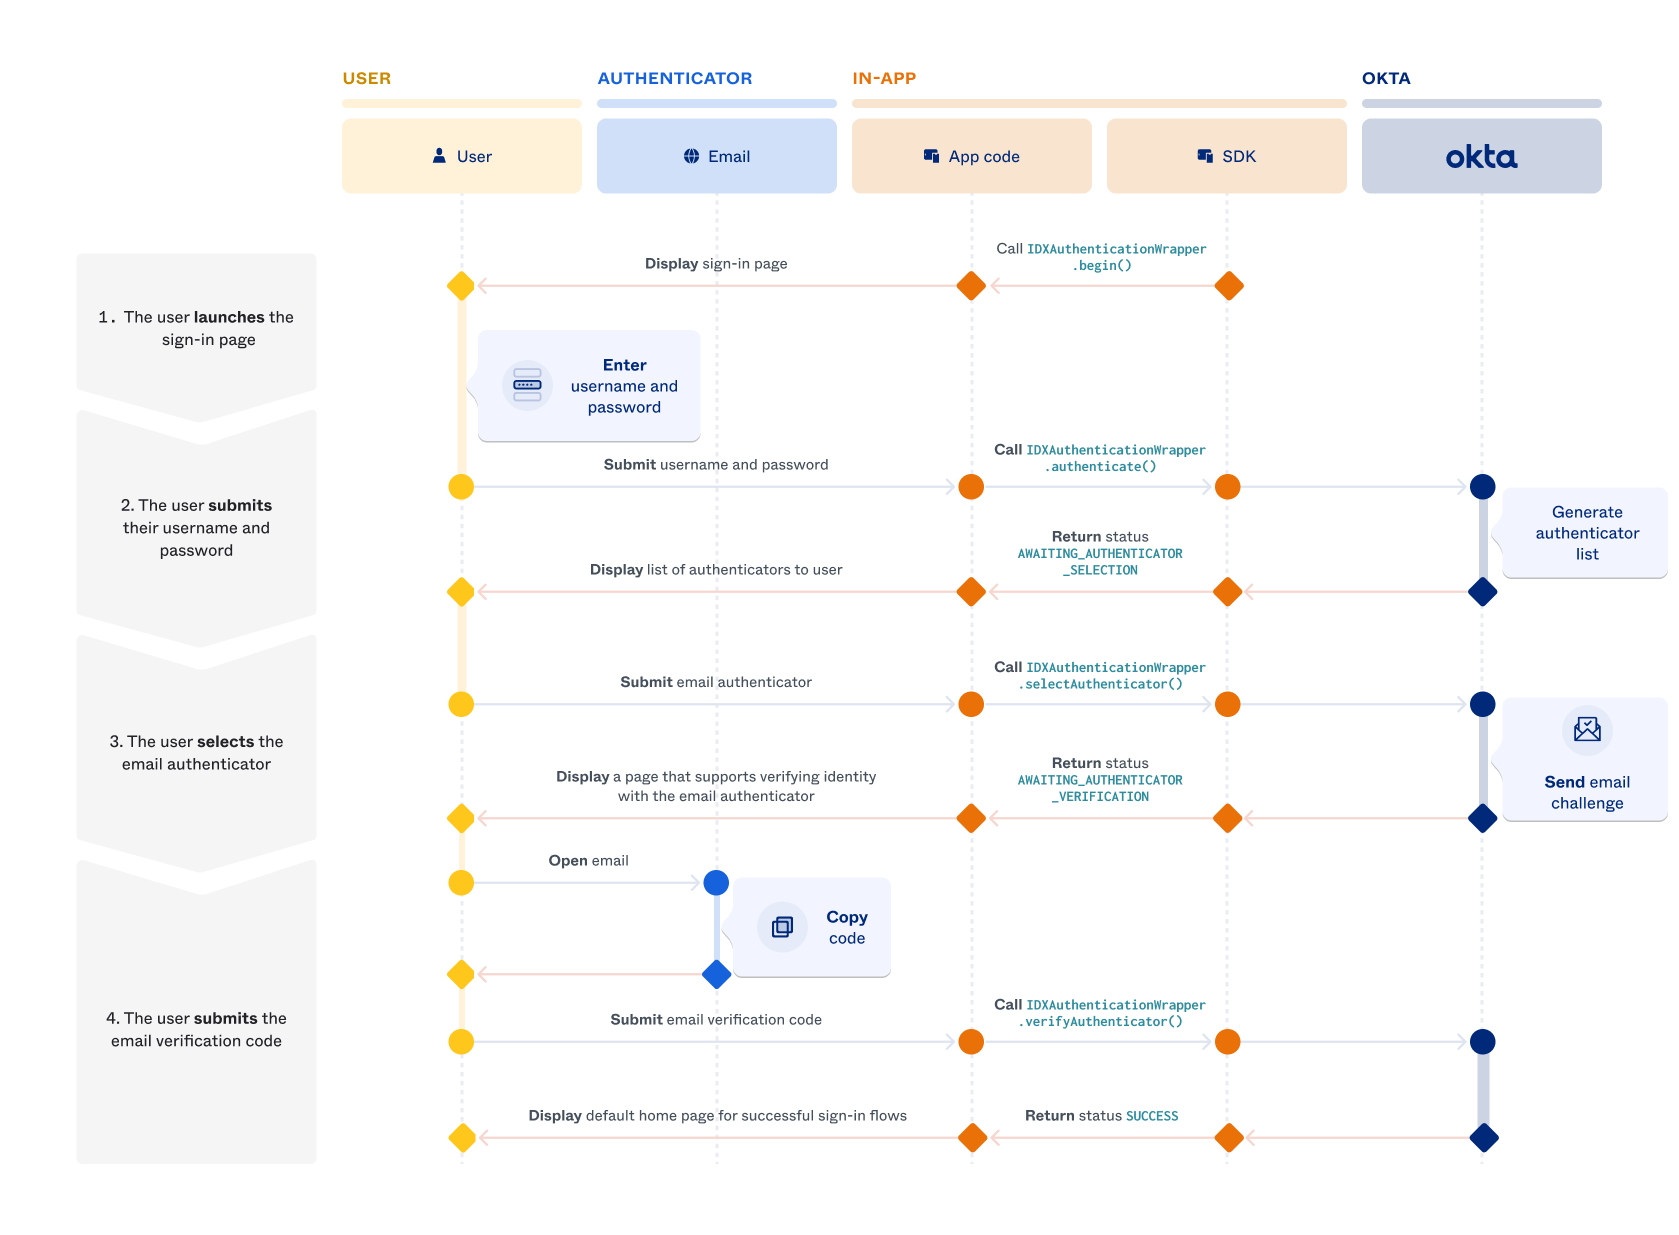 USER
AUTHENTICATOR
IN-APP
OKTA
User
Email
App code
SDK
okta
1. The user launches the
sign-in page
Display sign-in page
Call IDXAuthenticationWrapper
.begin()
Enter
username and
password
2. The user submits
their username and
password
Submit username and password
Call IDXAuthenticationWrapper
.authenticate()
Generate
authenticator
list
Display list of authenticators to user
Return status
AWAITING_AUTHENTICATOR
_SELECTION
3. The user selects the
email authenticator
Submit email authenticator
Call IDXAuthenticationWrapper
.selectAuthenticator()
Send email
challenge
Display a page that supports verifying identity
with the email authenticator
Return status
AWAITING_AUTHENTICATOR
_VERIFICATION
4. The user submits the
email verification code
Open email
Copy
code
Submit email verification code
Call IDXAuthenticationWrapper
.verifyAuthenticator()
Display default home page for successful sign-in flows
Return status SUCCESS